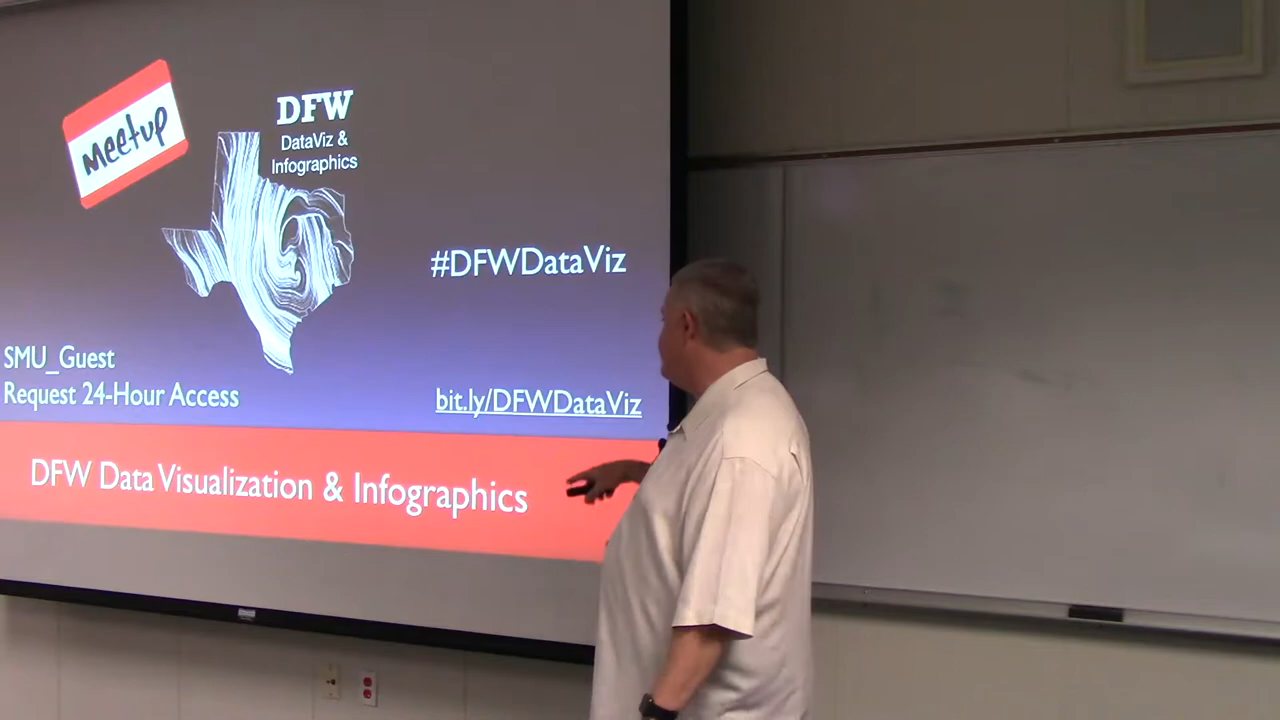 meetup
DFW
DataViz &
Infographics
#DFWDataViz
SMU_Guest
Request 24-Hour Access
bit.ly/DFWDataViz
DFW Data Visualization & Infographics